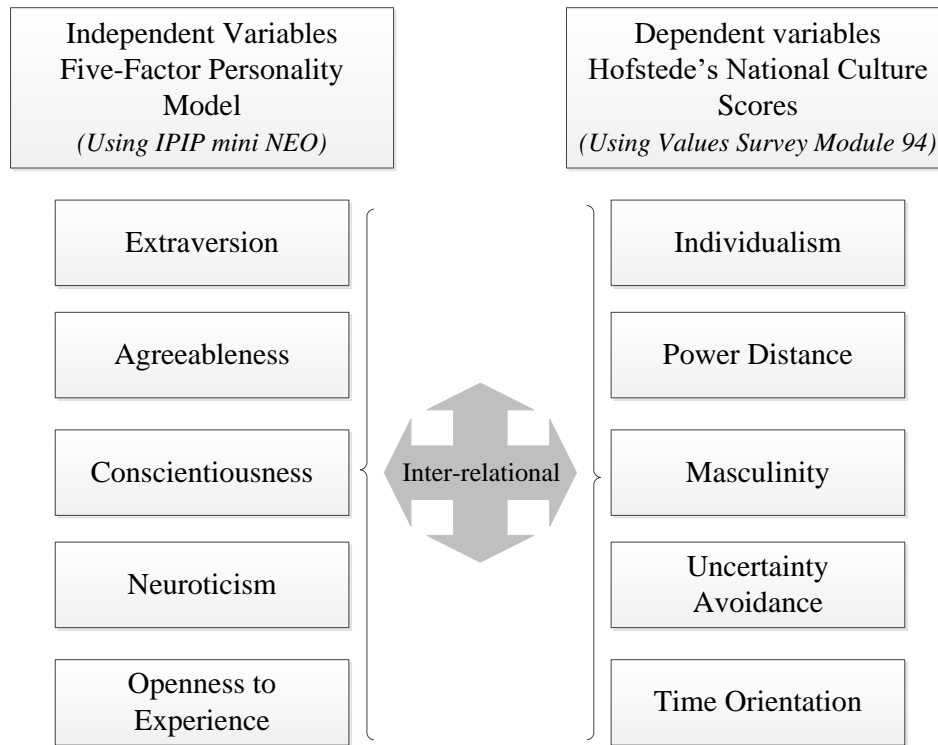 Independent Variables
Five-Factor Personality
Model
(Using IPIP mini NEO)
Dependent variables
Hofstede's National Culture
Scores
(Using Values Survey Module 94)
Extraversion
Agreeableness
Conscientiousness
Neuroticism
Openness to
Experience
Inter-relational
Individualism
Power Distance
Masculinity
Uncertainty
Avoidance
Time Orientation